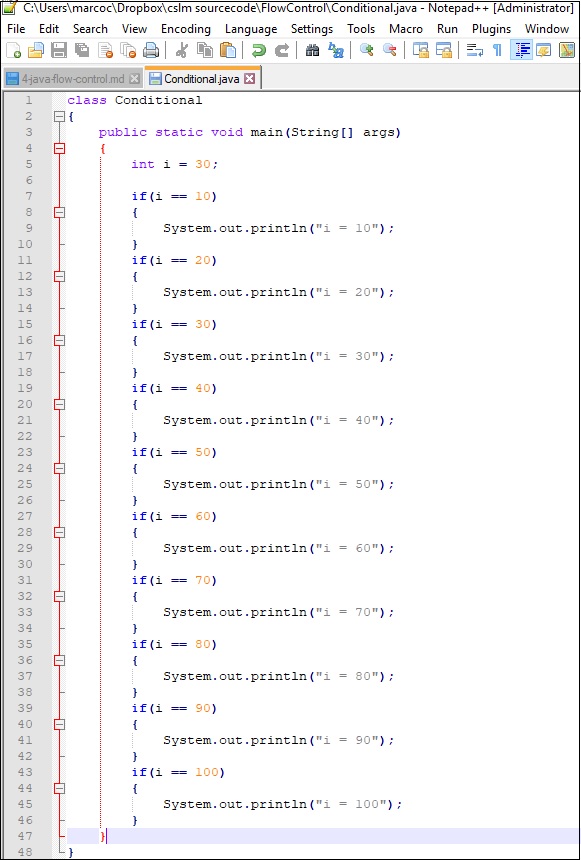 C:\Users\marcoc\Dropbox\cslm sourcecode\FlowControl\Conditional.java - Notepad++ [Administrator]
File Edit Search View Encoding Language Settings Tools Macro Run Plugins Window
4-java-flow-control.md Conditional.java
1 class Conditional
2 {
3     public static void main(String[] args)
4     {
5         int i = 30;
6
7         if(i == 10)
8         {
9             System.out.println("i = 10");
10         }
11         if(i == 20)
12         {
13             System.out.println("i = 20");
14         }
15         if(i == 30)
16         {
17             System.out.println("i = 30");
18         }
19         if(i == 40)
20         {
21             System.out.println("i = 40");
22         }
23         if(i == 50)
24         {
25             System.out.println("i = 50");
26         }
27         if(i == 60)
28         {
29             System.out.println("i = 60");
30         }
31         if(i == 70)
32         {
33             System.out.println("i = 70");
34         }
35         if(i == 80)
36         {
37             System.out.println("i = 80");
38         }
39         if(i == 90)
40         {
41             System.out.println("i = 90");
42         }
43         if(i == 100)
44         {
45             System.out.println("i = 100");
46         }
47     }
48 }